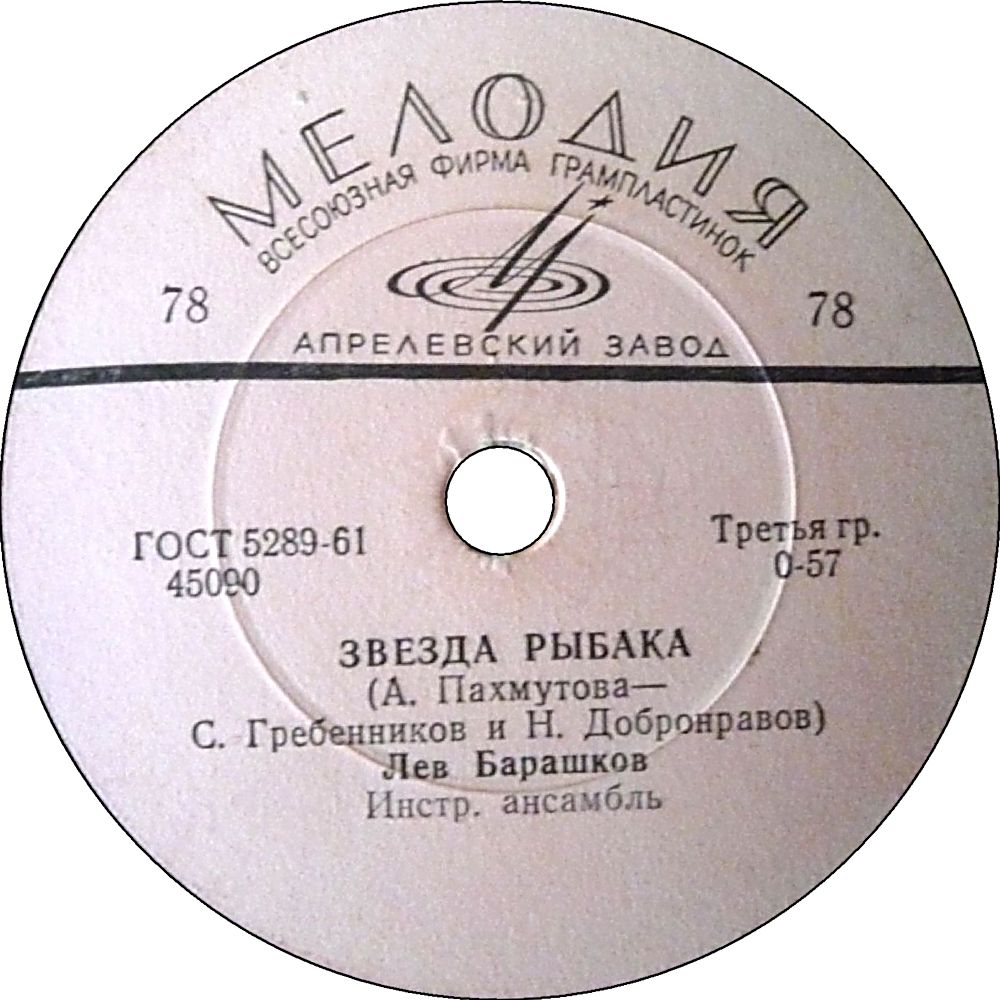 МЕЛОДИЯ
ВСЕСОЮЗНАЯ ФИРМА ГРАМПЛАСТИНОК
78 78
АПРЕЛЕВСКИЙ ЗАВОД
ГОСТ 5289-61 Третья гр.
45090 0-57
ЗВЕЗДА РЫБАКА
(А. Пахмутова—
С. Гребенников и Н. Добронравов)
Лев Барашков
Инстр. ансамбль